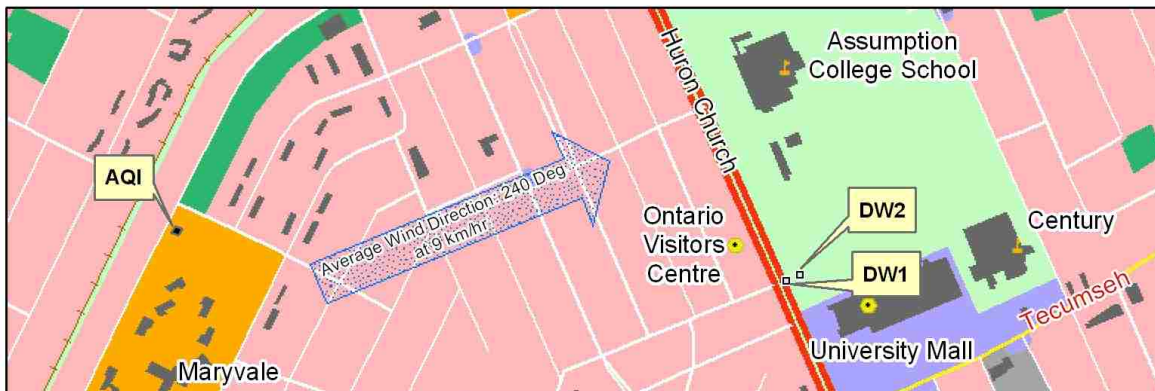 Assumption
College School
Huron Church
AQI
Average Wind Direction: 240 Deg
at 9 km/hr
Ontario
Visitors
Centre
DW2
Century
DW1
Tecumseh
University Mall
Maryvale